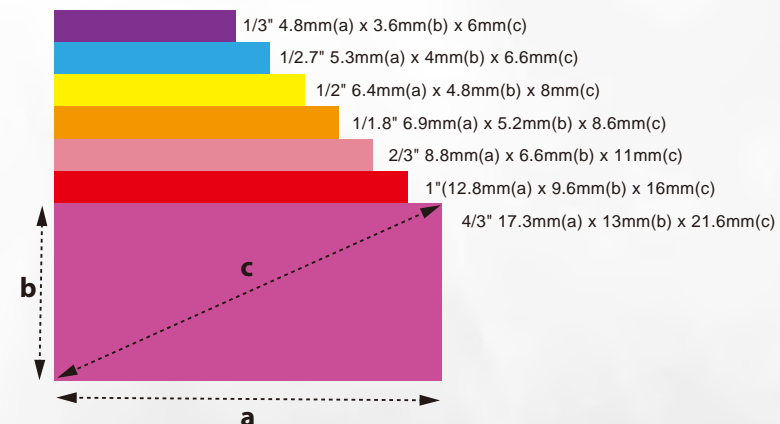 1/3" 4.8mm(a) x 3.6mm(b) x 6mm(c)
1/2.7" 5.3mm(a) x 4mm(b) x 6.6mm(c)
1/2" 6.4mm(a) x 4.8mm(b) x 8mm(c)
1/1.8" 6.9mm(a) x 5.2mm(b) x 8.6mm(c)
2/3" 8.8mm(a) x 6.6mm(b) x 11mm(c)
1"(12.8mm(a) x 9.6mm(b) x 16mm(c)
4/3" 17.3mm(a) x 13mm(b) x 21.6mm(c)
c
b
a